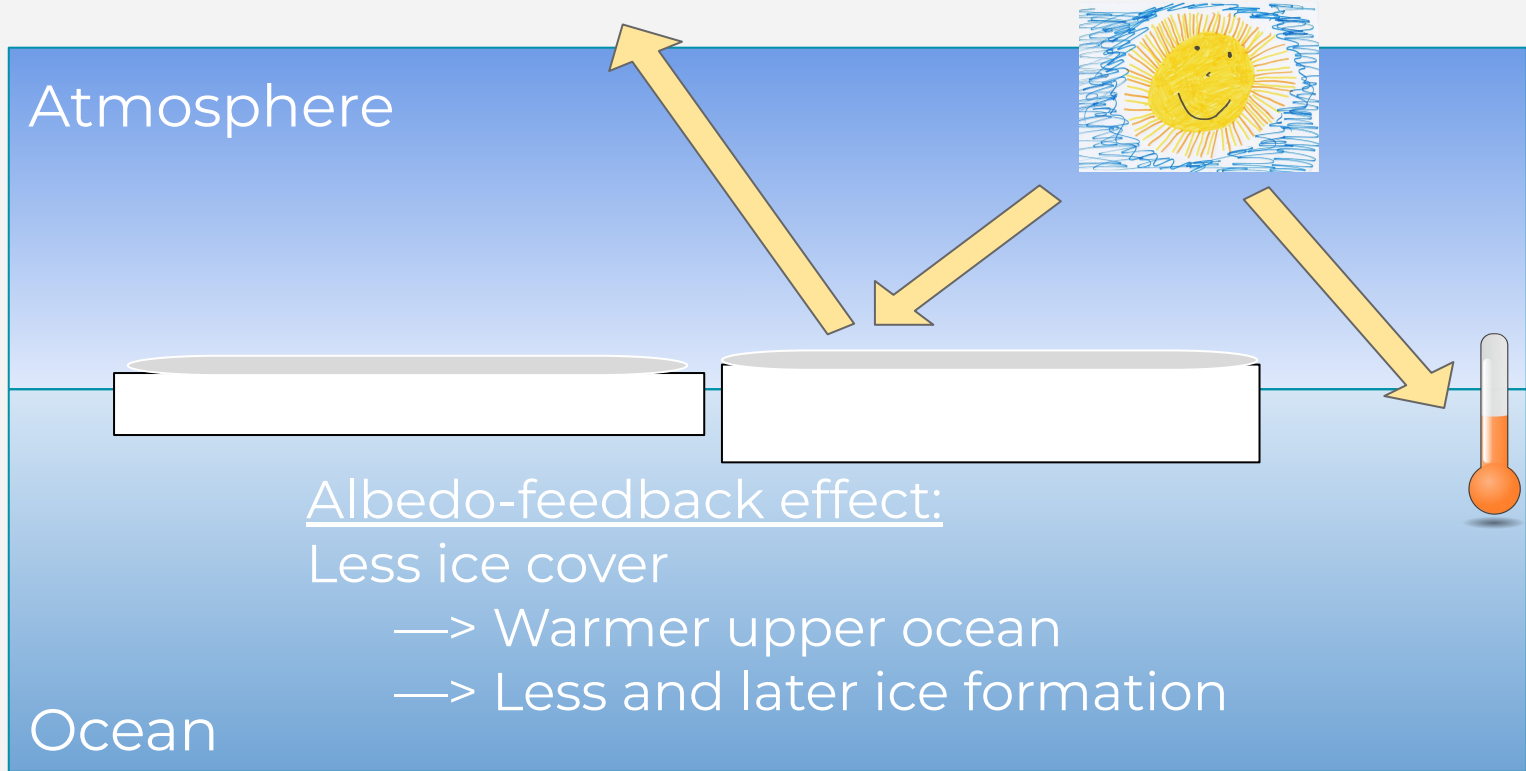 Atmosphere
Albedo-feedback effect:
Less ice cover
—> Warmer upper ocean
—> Less and later ice formation
Ocean